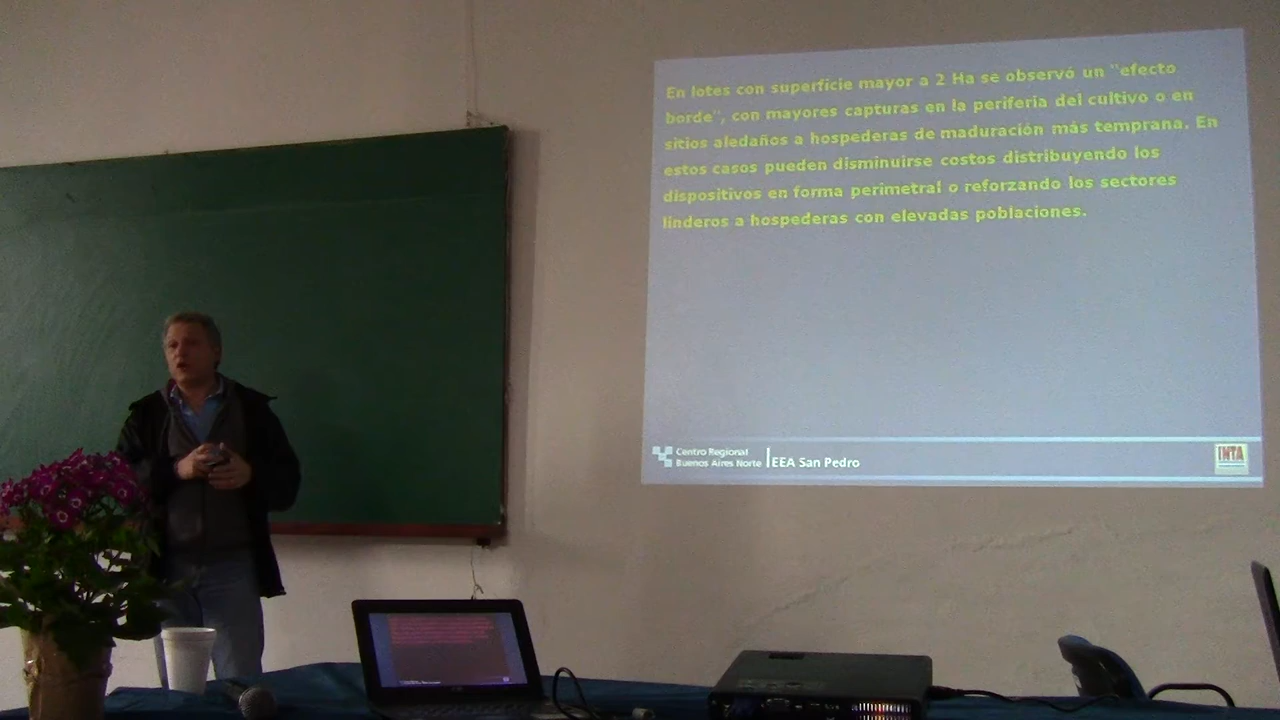 En lotes con superficie mayor a 2 Ha se observó un "efecto
borde", con mayores capturas en la periferia del cultivo o en
sitios aledaños a hospederas de maduración más temprana. En
estos casos pueden disminuirse costos distribuyendo los
dispositivos en forma perimetral o reforzando los sectores
linderos a hospederas con elevadas poblaciones.
Centro Regional
Buenos Aires Norte
EEA San Pedro
INTA